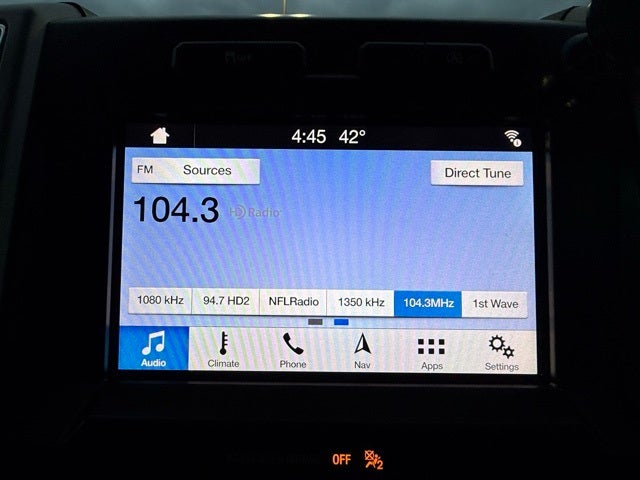 4:45 42°
FM Sources
Direct Tune
104.3 HD Radio
1080 kHz 94.7 HD2 NFLRadio 1350 kHz 104.3MHz 1st Wave
Audio Climate Phone Nav Apps Settings
OFF 2